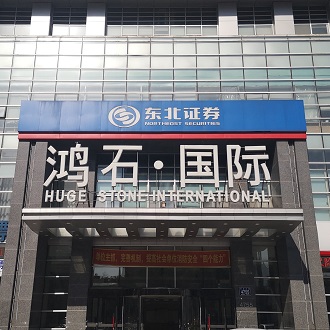 东北证券
NORTHEAST SECURITIES
鸿石·国际
HUGE STONE INTERNATIONAL